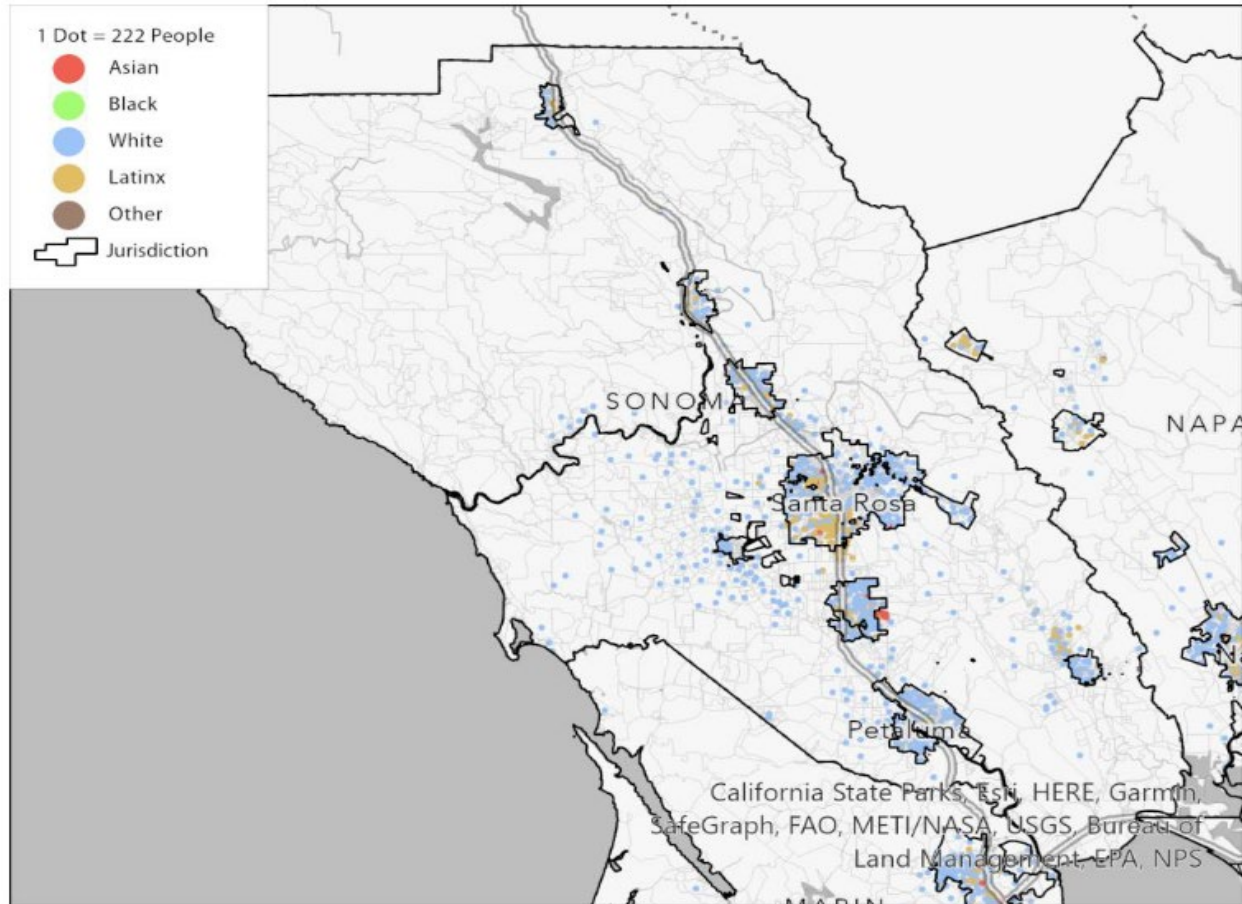 1 Dot = 222 People
Asian
Black
White
Latinx
Other
Jurisdiction
SONOMA
NAPA
Santa Rosa
Petaluma
California State Parks, Esri, HERE, Garmin,
SafeGraph, FAO, METI/NASA, USGS, Bureau of
Land Management, EPA, NPS
MARIN